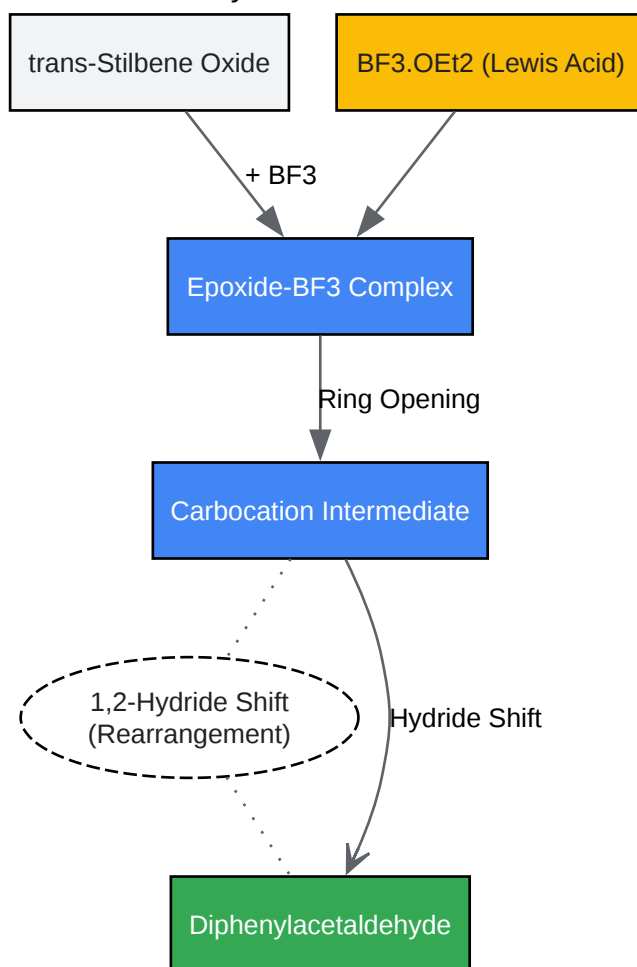 trans-Stilbene Oxide
BF3.OEt2 (Lewis Acid)
+ BF3
Epoxide-BF3 Complex
Ring Opening
Carbocation Intermediate
1,2-Hydride Shift
(Rearrangement)
Hydride Shift
Diphenylacetaldehyde